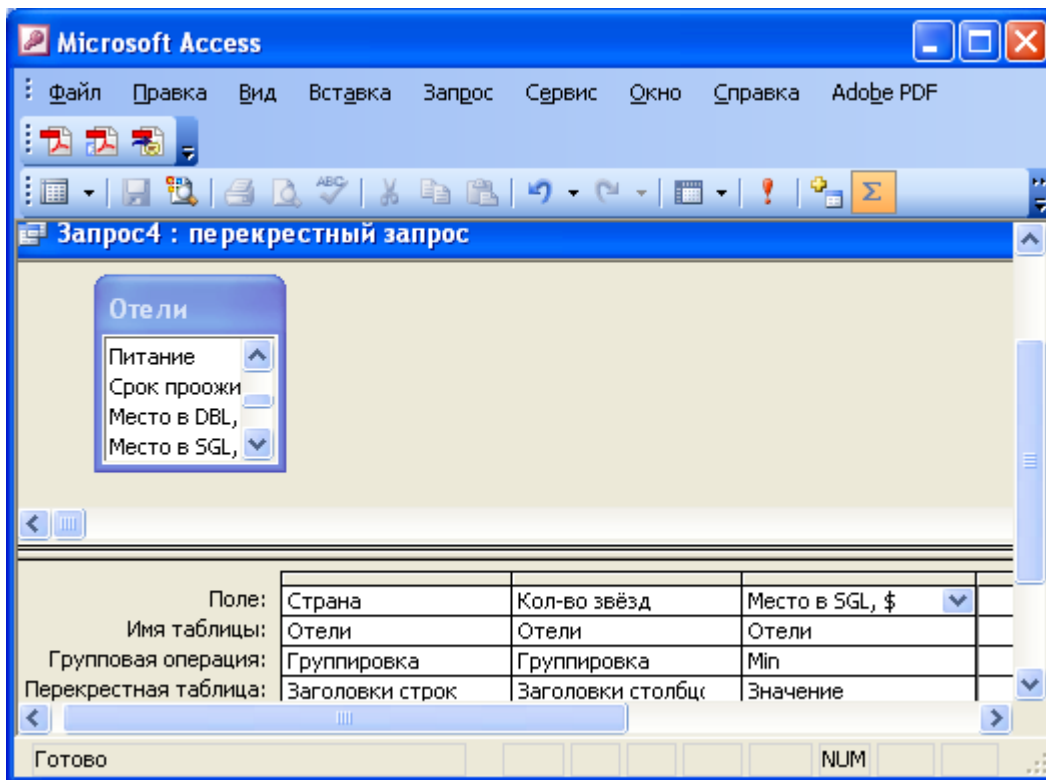 Microsoft Access
Файл Правка Вид Вставка Запрос Сервис Окно Справка Adobe PDF
ABC
Запрос4 : перекрестный запрос
Отели
Питание
Срок проожи
Место в DBL,
Место в SGL,
Поле: Страна Кол-во звёзд Место в SGL, $
Имя таблицы: Отели Отели Отели
Групповая операция: Группировка Группировка Min
Перекрестная таблица: Заголовки строк Заголовки столбцо Значение
Готово NUM